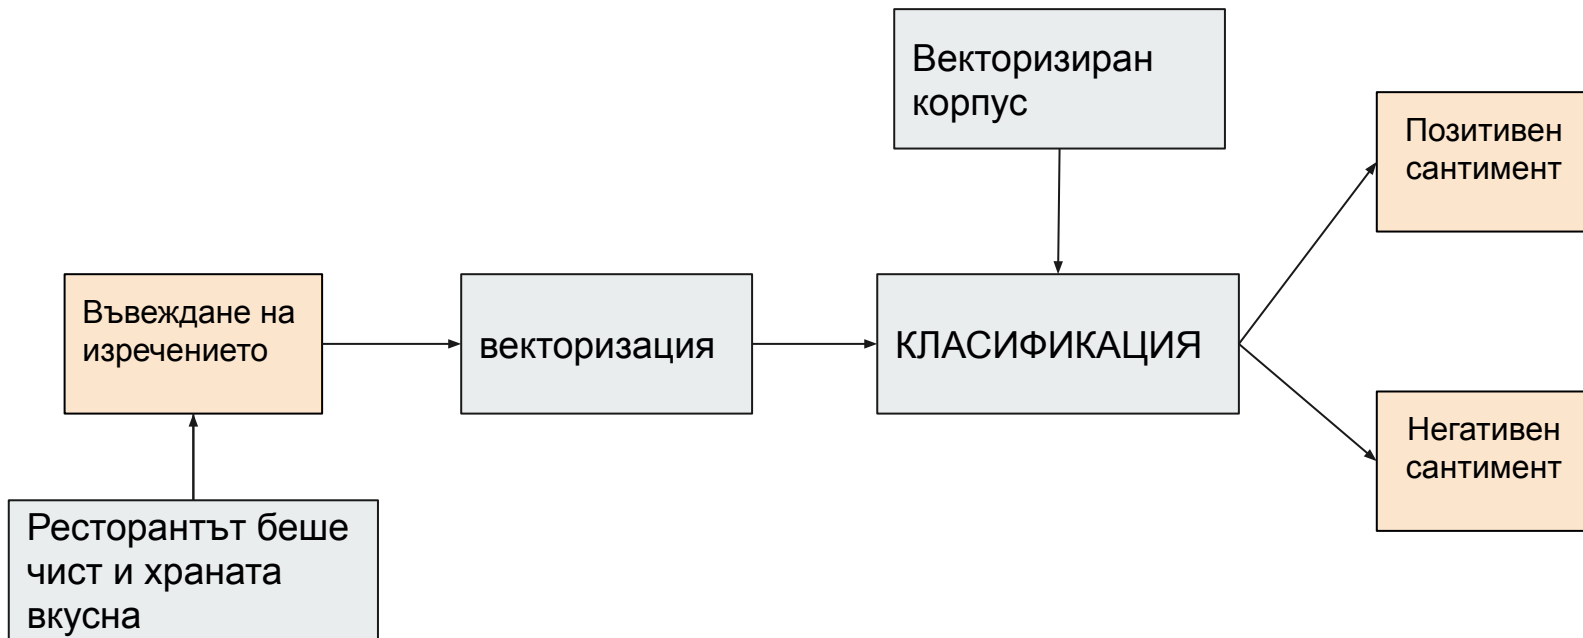 Векторизиран
корпус
Позитивен
сантимент
Въвеждане на
изречението
векторизация
КЛАСИФИКАЦИЯ
Негативен
сантимент
Ресторантът беше
чист и храната
вкусна